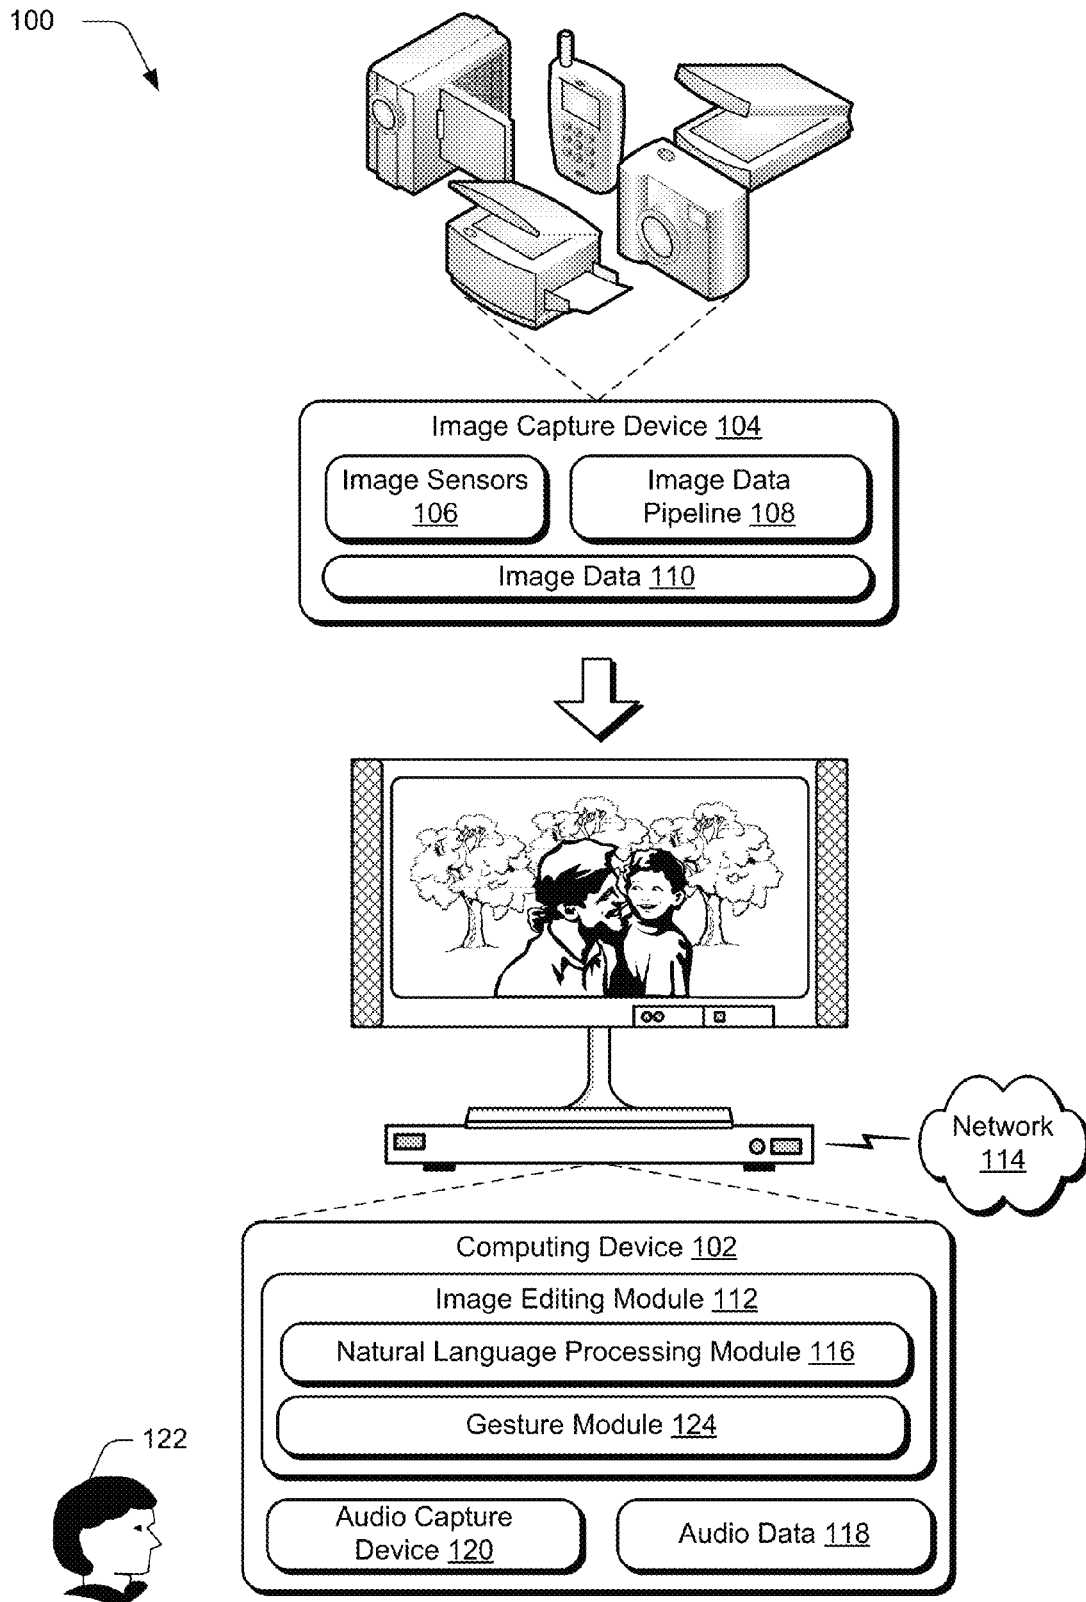 100
Image Capture Device 104
Image Sensors
106
Image Data
Pipeline 108
Image Data 110
Network
114
Computing Device 102
Image Editing Module 112
Natural Language Processing Module 116
Gesture Module 124
122
Audio Capture
Device 120
Audio Data 118